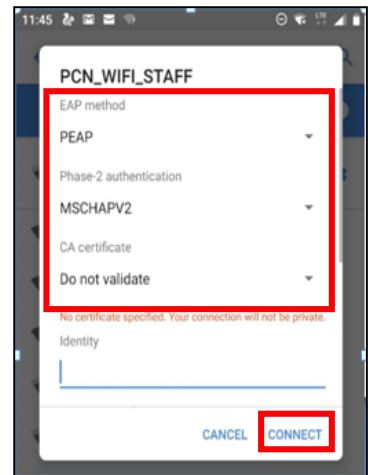 11:45
LTE
PCN_WIFI_STAFF
EAP method
PEAP
Phase-2 authentication
MSCHAPV2
CA certificate
Do not validate
No certificate specified. Your connection will not be private.
Identity
CANCEL CONNECT